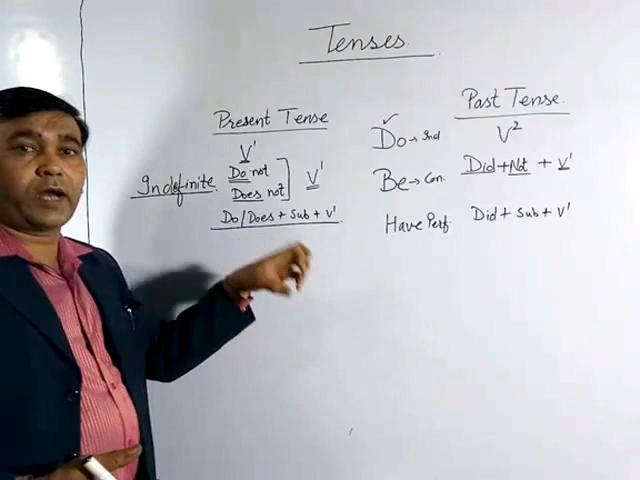 Tenses.
Present Tense
V¹
Indefinite.
Do not
Does not
V¹
Do/Does + Sub + V¹.
Do → Ind
Be → Con.
Have Perf.
Past Tense.
V²
Did + Not + V¹
Did + Sub + V¹